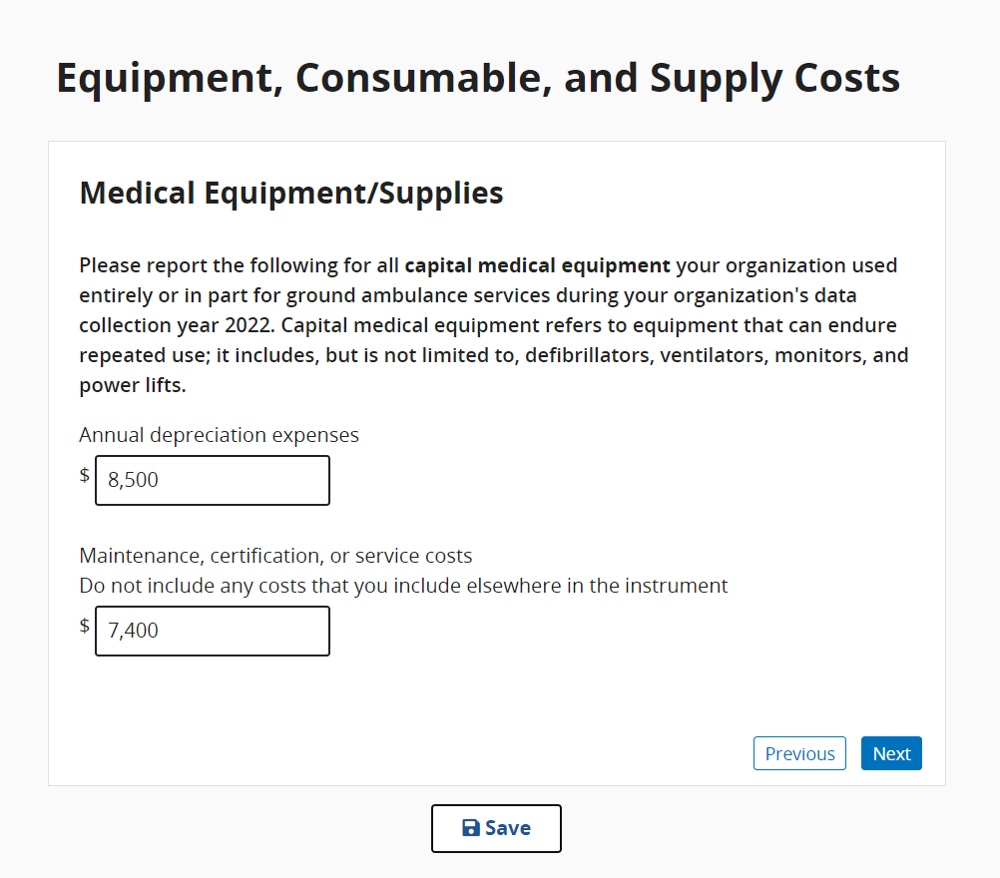 Equipment, Consumable, and Supply Costs
Medical Equipment/Supplies
Please report the following for all capital medical equipment your organization used
entirely or in part for ground ambulance services during your organization's data
collection year 2022. Capital medical equipment refers to equipment that can endure
repeated use; it includes, but is not limited to, defibrillators, ventilators, monitors, and
power lifts.
Annual depreciation expenses
$ 8,500
Maintenance, certification, or service costs
Do not include any costs that you include elsewhere in the instrument
$ 7,400
Previous Next
Save